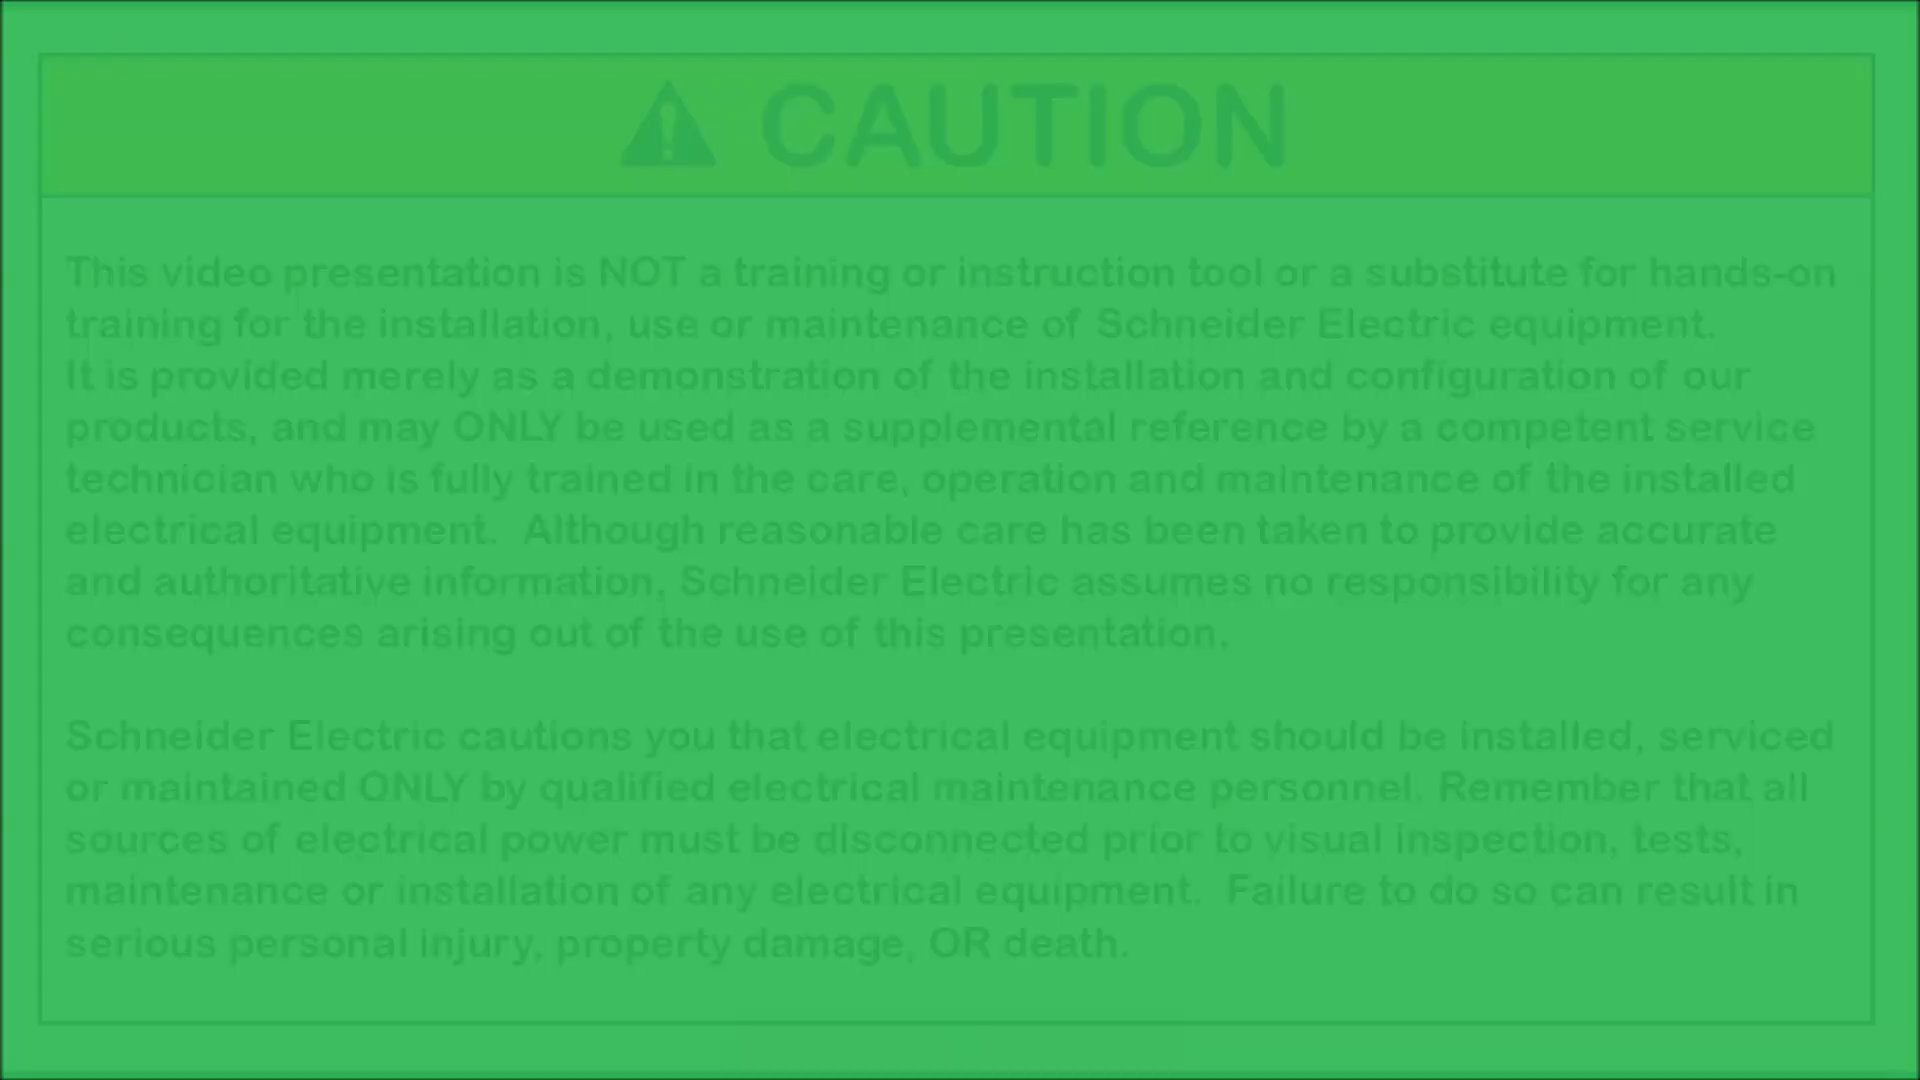 CAUTION
This video presentation is NOT a training or instruction tool or a substitute for hands-on
training for the installation, use or maintenance of Schneider Electric equipment.
It is provided merely as a demonstration of the installation and configuration of our
products, and may ONLY be used as a supplemental reference by a competent service
technician who is fully trained in the care, operation and maintenance of the installed
electrical equipment.  Although reasonable care has been taken to provide accurate
and authoritative information, Schneider Electric assumes no responsibility for any
consequences arising out of the use of this presentation.
Schneider Electric cautions you that electrical equipment should be installed, serviced
or maintained ONLY by qualified electrical maintenance personnel. Remember that all
sources of electrical power must be disconnected prior to visual inspection, tests,
maintenance or installation of any electrical equipment.  Failure to do so can result in
serious personal injury, property damage, OR death.